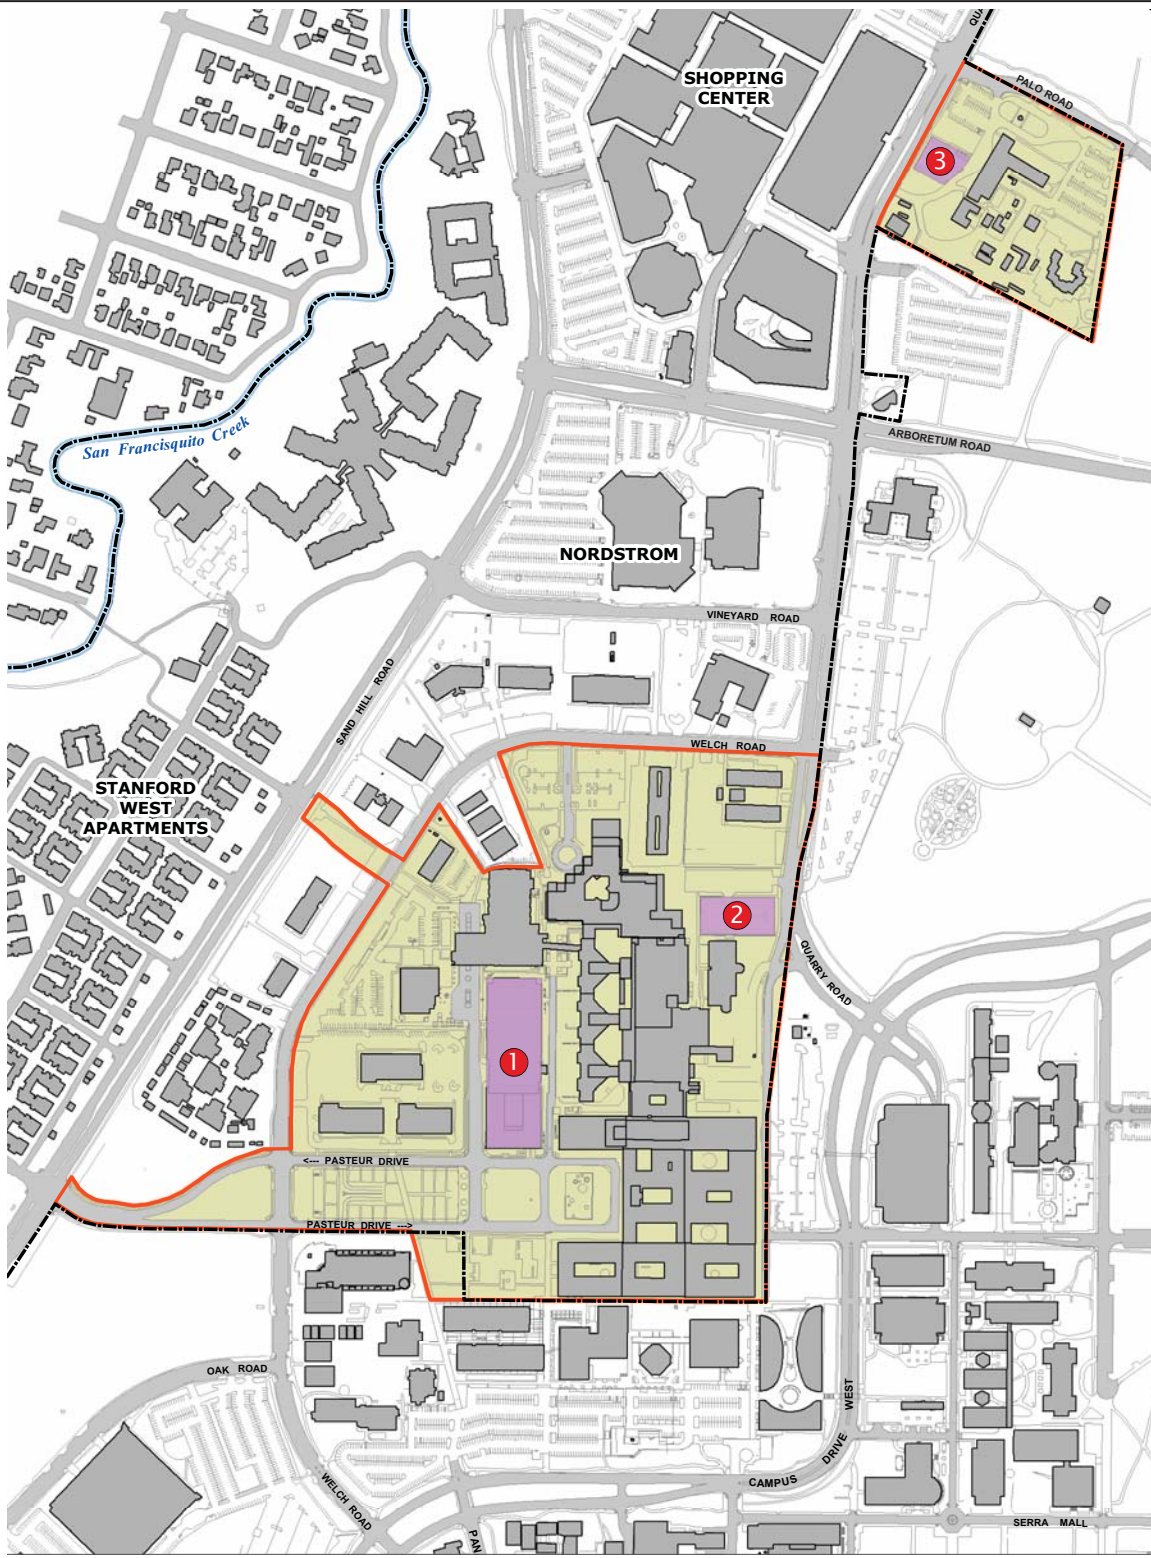 QUA
SHOPPING
CENTER
PALO ROAD
3
San Francisquito Creek
ARBORETUM ROAD
NORDSTROM
VINEYARD ROAD
SAND HILL ROAD
WELCH ROAD
STANFORD
WEST
APARTMENTS
2
QUARRY ROAD
1
<--- PASTEUR DRIVE
PASTEUR DRIVE --->
OAK ROAD
WELCH ROAD
CAMPUS DRIVE WEST
SERRA MALL
PAN